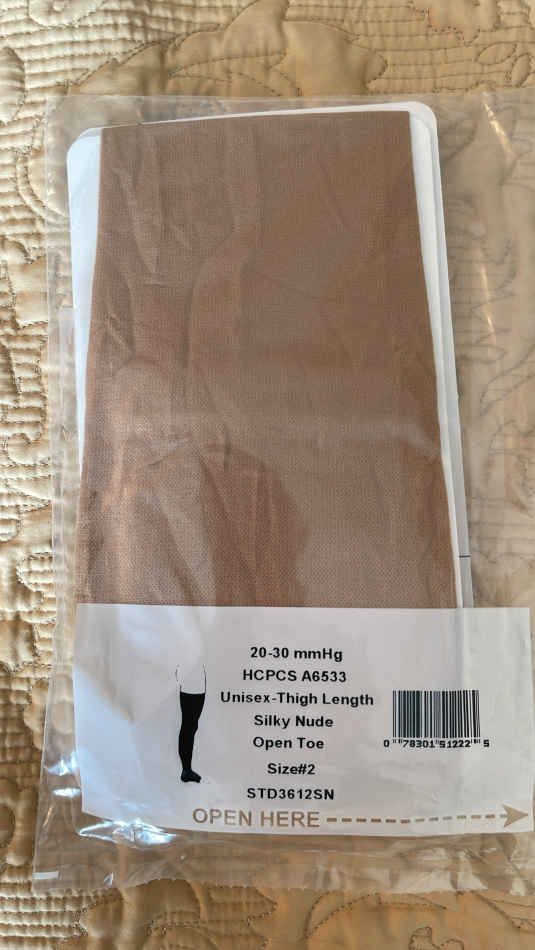 20-30 mmHg
HCPCS A6533
Unisex-Thigh Length
Silky Nude
Open Toe
Size#2
STD3612SN
0 78301 51222 5
OPEN HERE